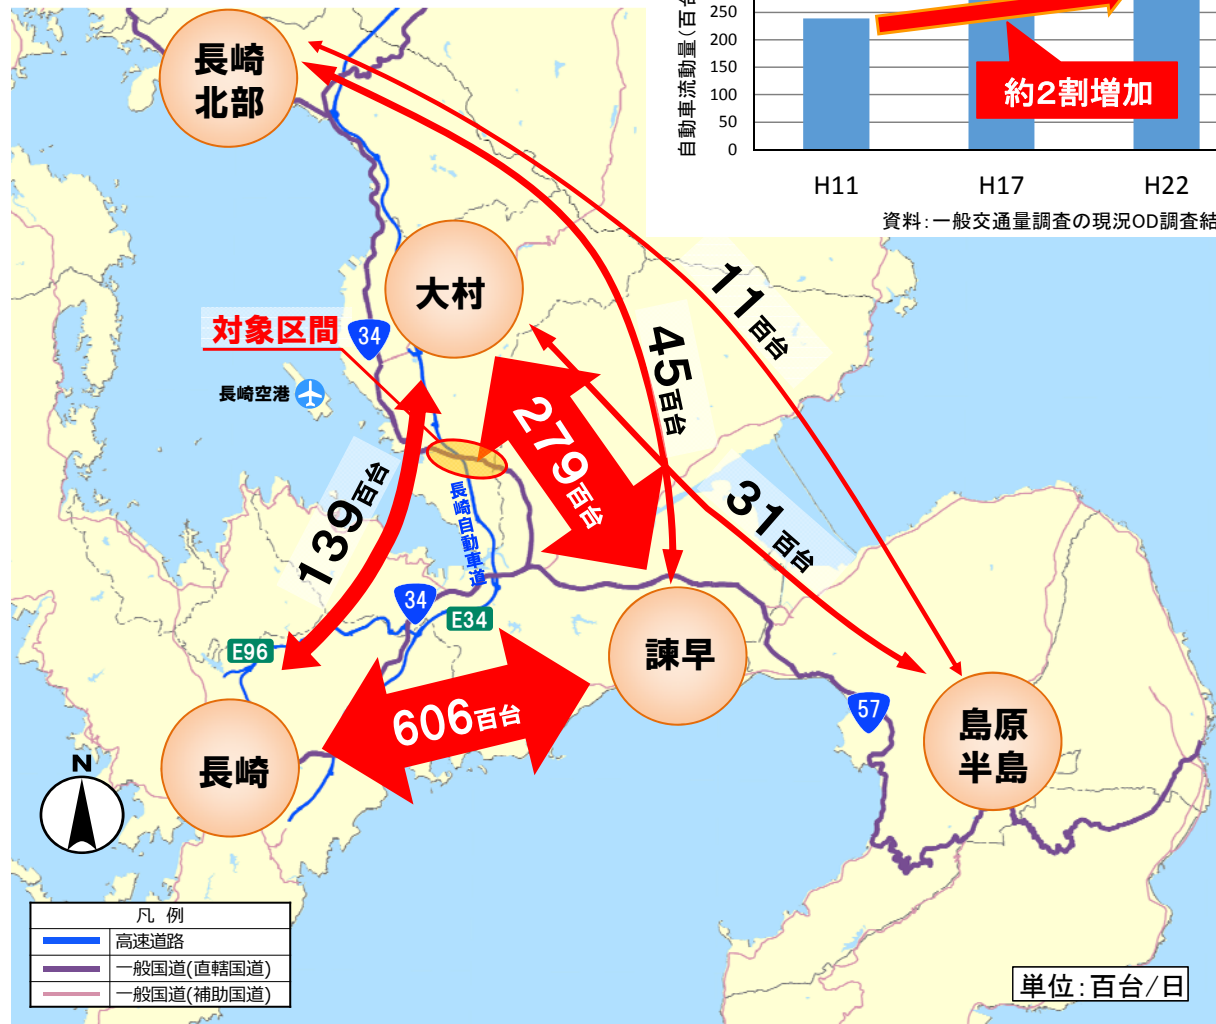 自動車流動量(百台
250
200
150
100
50
0
約2割増加
H11
H17
H22
資料:一般交通量調査の現況OD調査結
長崎
北部
大村
対象区間
34
長崎空港
11百台
45百台
279百台
139百台
31百台
長崎自動車道
34
E34
E96
諫早
606百台
57
島原
半島
長崎
N
凡 例
高速道路
一般国道(直轄国道)
一般国道(補助国道)
単位:百台/日